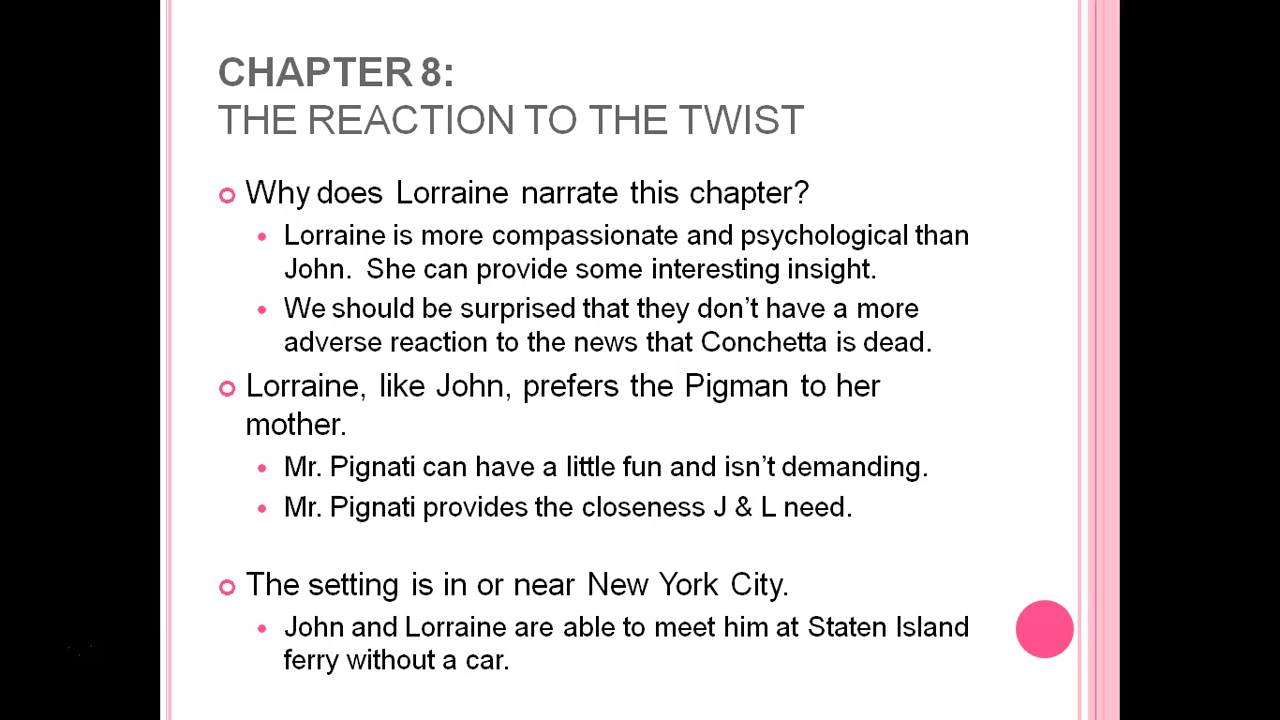 CHAPTER 8:
THE REACTION TO THE TWIST
Why does Lorraine narrate this chapter?
Lorraine is more compassionate and psychological than
John.  She can provide some interesting insight.
We should be surprised that they don’t have a more
adverse reaction to the news that Conchetta is dead.
Lorraine, like John, prefers the Pigman to her
mother.
Mr. Pignati can have a little fun and isn’t demanding.
Mr. Pignati provides the closeness J & L need.
The setting is in or near New York City.
John and Lorraine are able to meet him at Staten Island
ferry without a car.